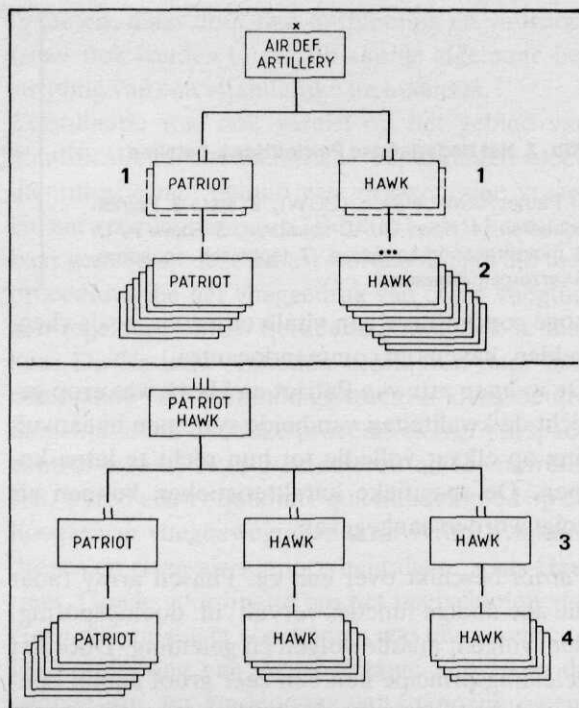 x
AIR DEF.
ARTILLERY
1
PATRIOT
HAWK
1
PATRIOT
HAWK
2
PATRIOT
HAWK
PATRIOT
HAWK
HAWK
3
PATRIOT
HAWK
HAWK
4